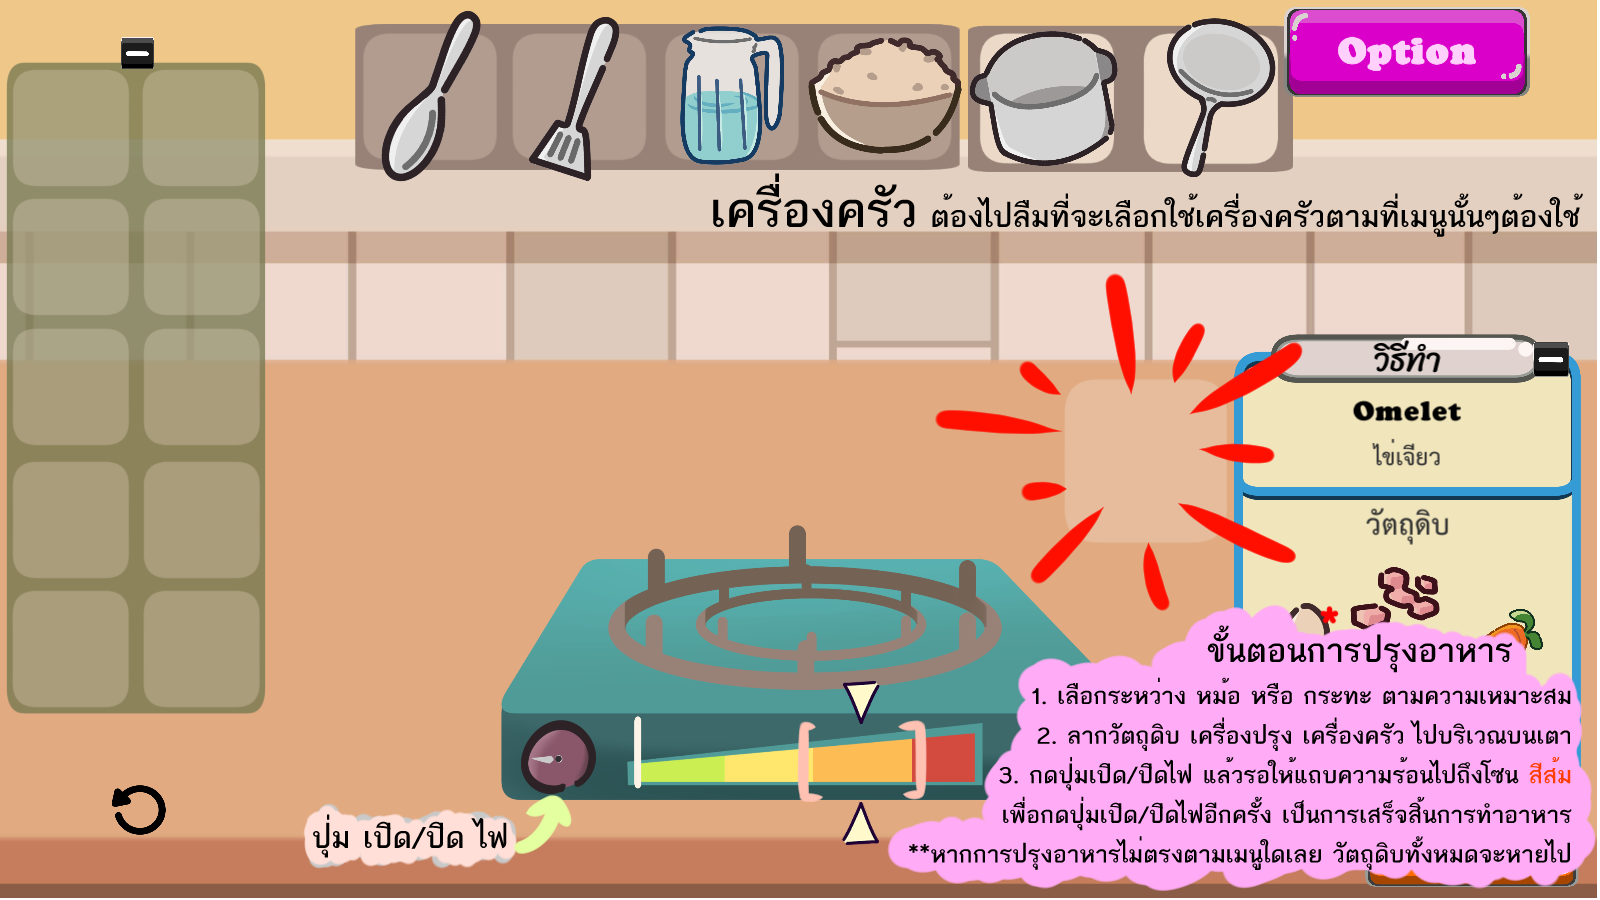 Option
เครื่องครัว ต้องไปลืมที่จะเลือกใช้เครื่องครัวตามที่เมนูนั้นๆต้องใช้
วิธีทำ
Omelet
ไข่เจียว
วัตถุดิบ
ขั้นตอนการปรุงอาหาร
1. เลือกระหว่าง หม้อ หรือ กระทะ ตามความเหมาะสม
2. ลากวัตถุดิบ เครื่องปรุง เครื่องครัว ไปบริเวณบนเตา
3. กดปุ่มเปิด/ปิดไฟ แล้วรอให้แถบความร้อนไปถึงโซน สีส้ม
เพื่อกดปุ่มเปิด/ปิดไฟอีกครั้ง เป็นการเสร็จสิ้นการทำอาหาร
**หากการปรุงอาหารไม่ตรงตามเมนูใดเลย วัตถุดิบทั้งหมดจะหายไป
ปุ่ม เปิด/ปิด ไฟ